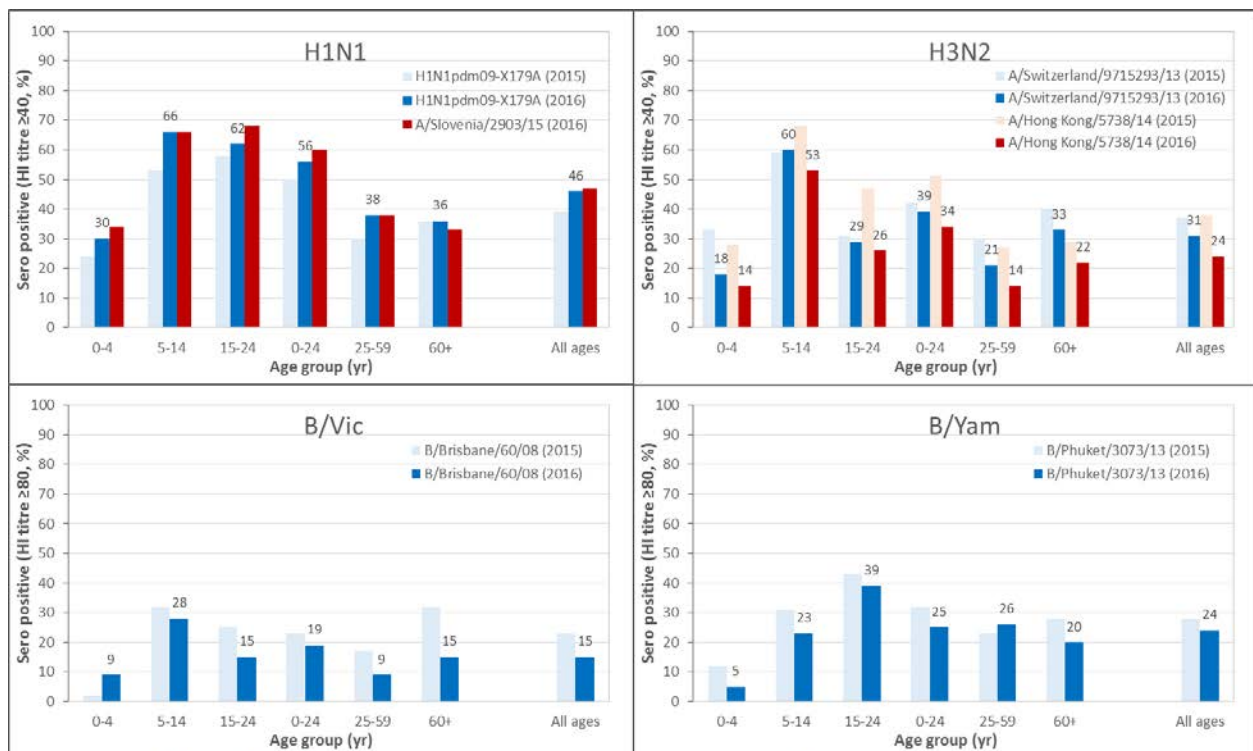 H1N1
H1N1pdm09-X179A (2015)
H1N1pdm09-X179A (2016)
A/Slovenia/2903/15 (2016)
Sero positive (HI titre ≥40, %)
100
90
80
70
60
50
40
30
20
10
0
30
66
62
56
38
36
46
0-4 5-14 15-24 0-24 25-59 60+ All ages
Age group (yr)
H3N2
A/Switzerland/9715293/13 (2015)
A/Switzerland/9715293/13 (2016)
A/Hong Kong/5738/14 (2015)
A/Hong Kong/5738/14 (2016)
Sero positive (HI titre ≥40, %)
100
90
80
70
60
50
40
30
20
10
0
18
14
60
53
29
26
39
34
21
14
33
22
31
24
0-4 5-14 15-24 0-24 25-59 60+ All ages
Age group (yr)
B/Vic
B/Brisbane/60/08 (2015)
B/Brisbane/60/08 (2016)
Sero positive (HI titre ≥80, %)
100
90
80
70
60
50
40
30
20
10
0
9
28
15
19
9
15
15
0-4 5-14 15-24 0-24 25-59 60+ All ages
Age group (yr)
B/Yam
B/Phuket/3073/13 (2015)
B/Phuket/3073/13 (2016)
Sero positive (HI titre ≥80, %)
100
90
80
70
60
50
40
30
20
10
0
5
23
39
25
26
20
24
0-4 5-14 15-24 0-24 25-59 60+ All ages
Age group (yr)